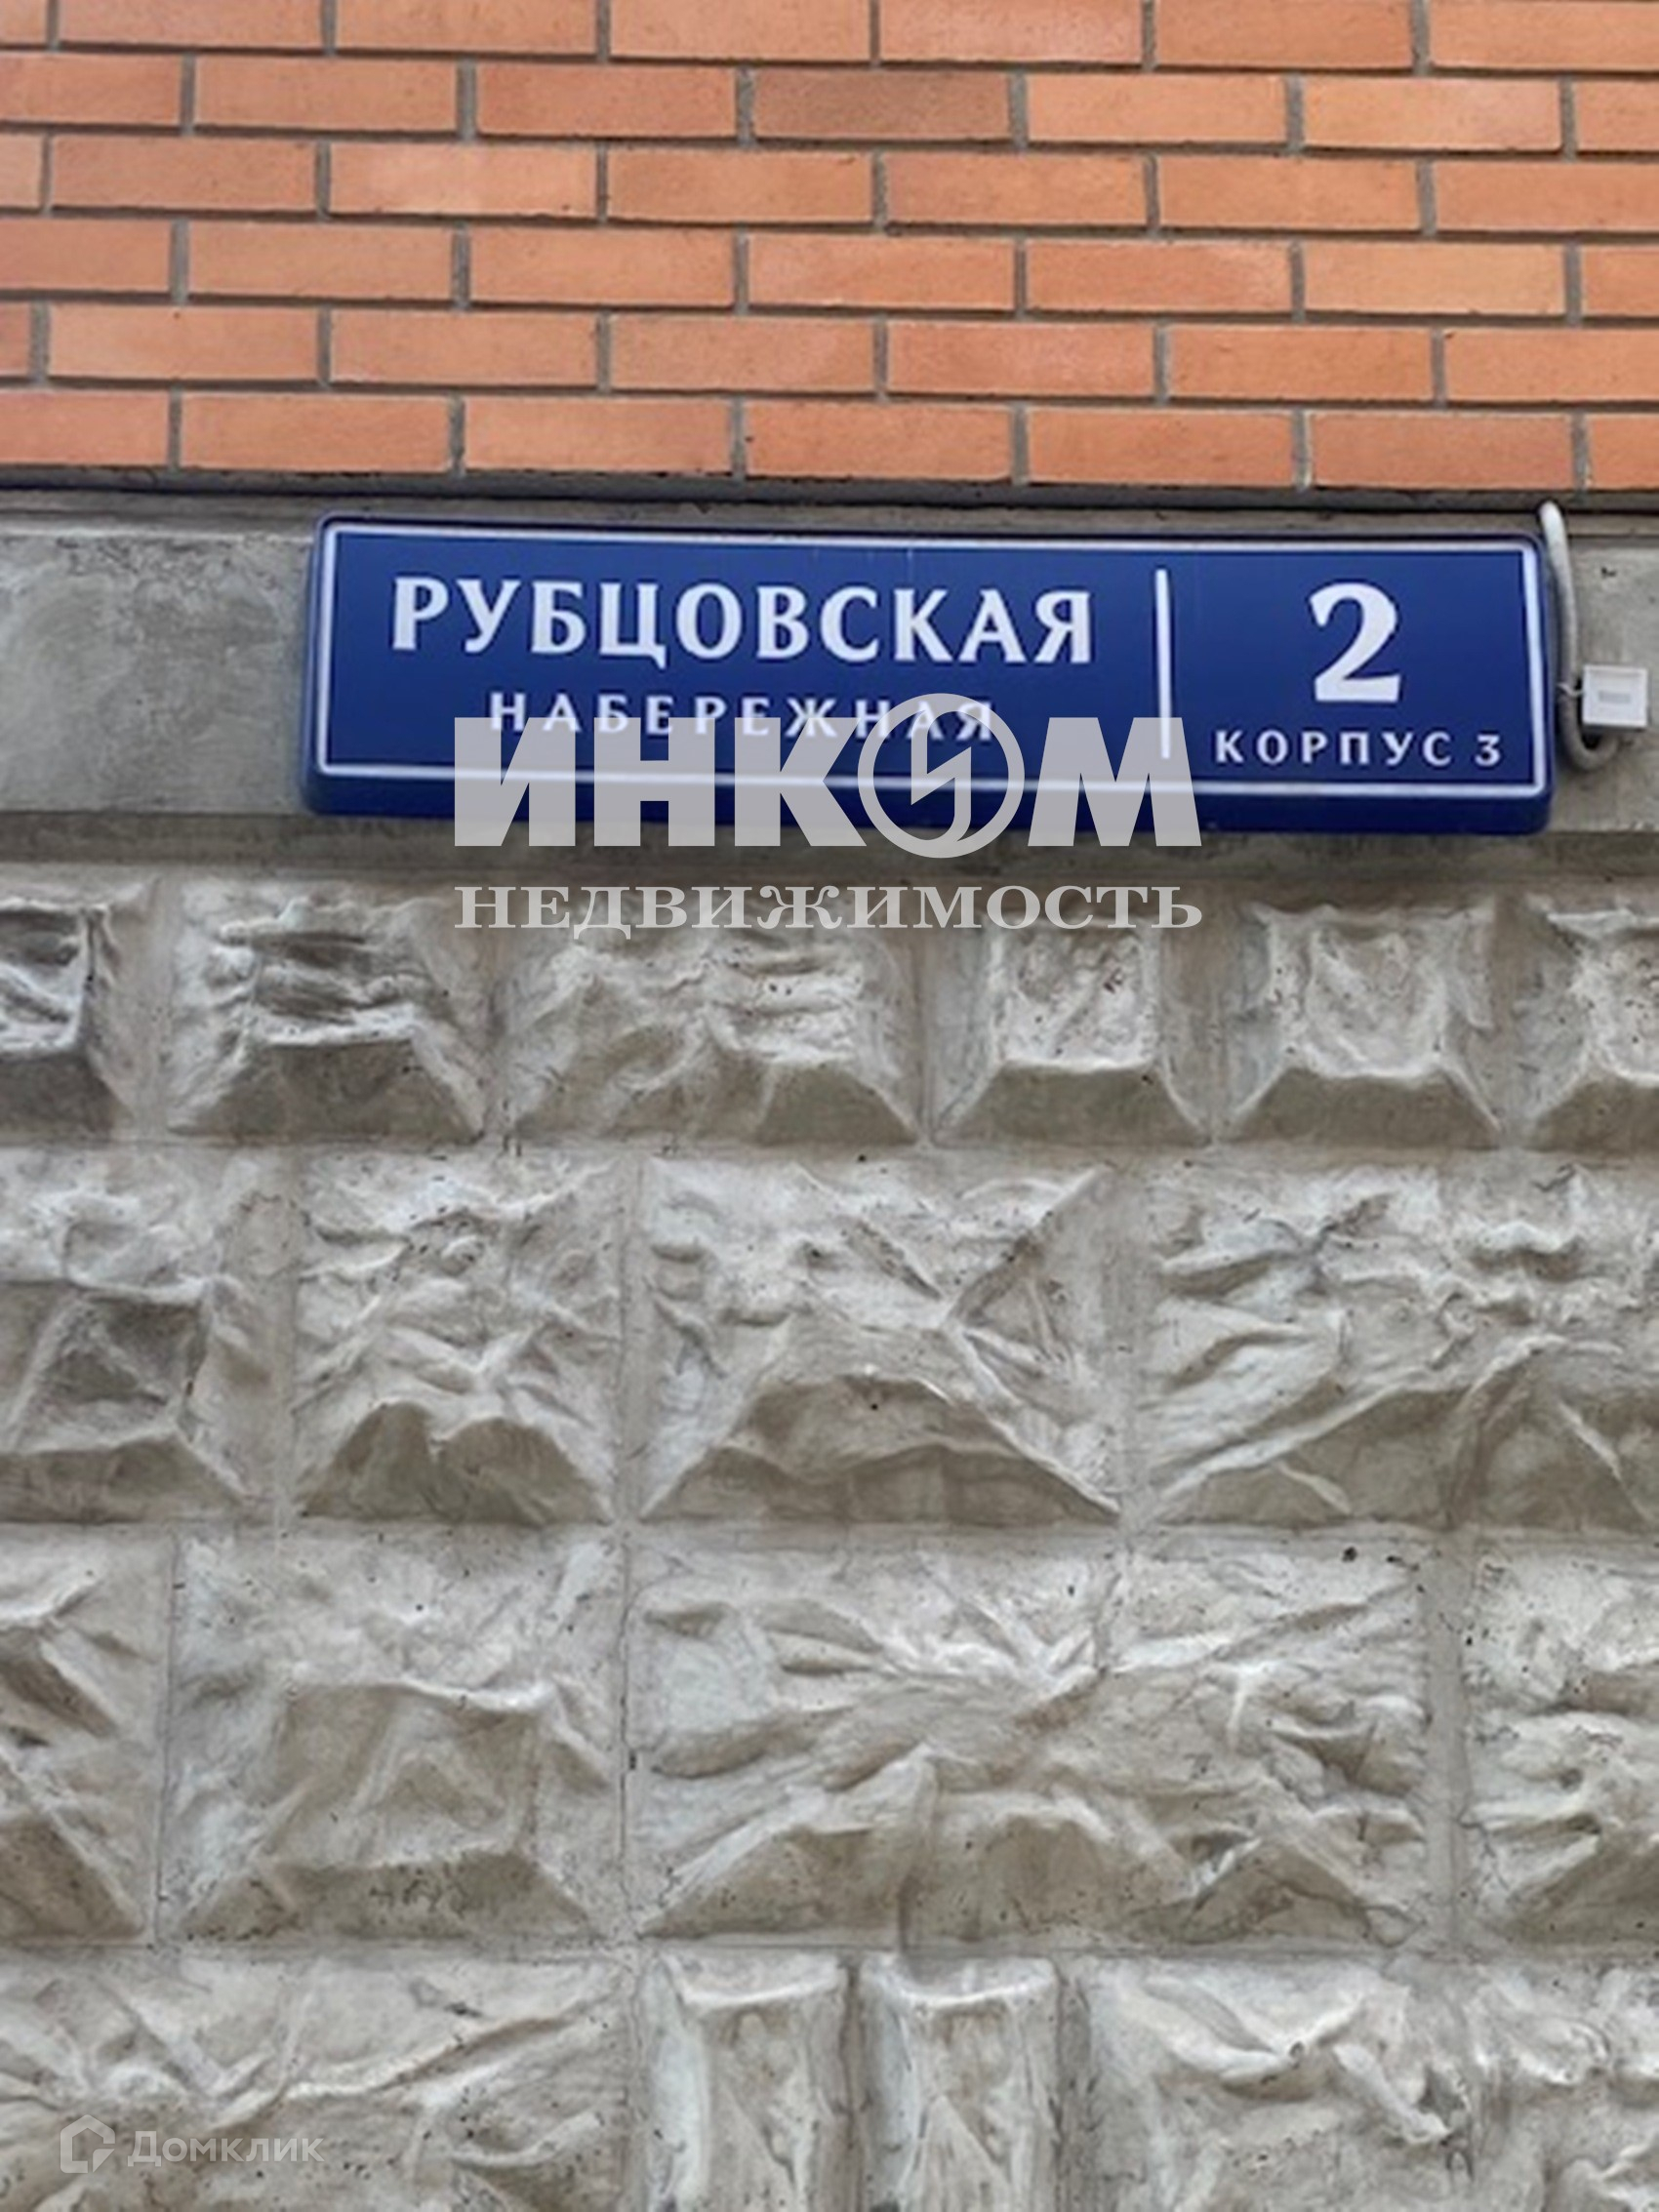 РУБЦОВСКАЯ
НАБЕРЕЖНАЯ
2
КОРПУС 3
ИНКОМ
НЕДВИЖИМОСТЬ
Домклик